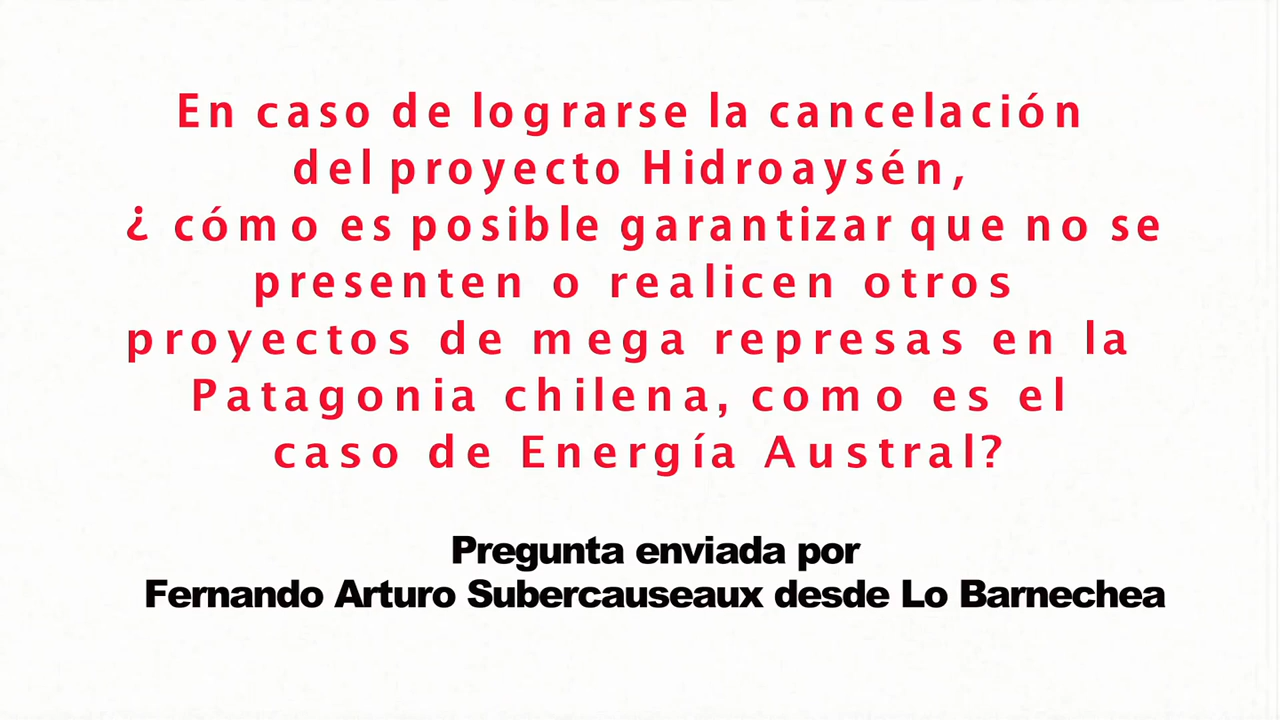 En caso de lograrse la cancelación
del proyecto Hidroaysén,
¿ cómo es posible garantizar que no se
presenten o realicen otros
proyectos de mega represas en la
Patagonia chilena, como es el
caso de Energía Austral?
Pregunta enviada por
Fernando Arturo Subercauseaux desde Lo Barnechea